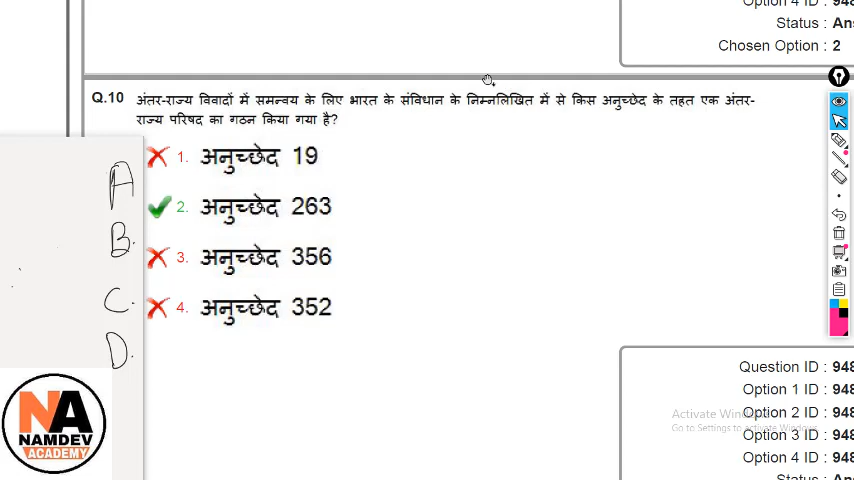 Option 4 ID : 948
Status : Ans
Chosen Option : 2
Q.10 अंतर-राज्य विवादों में समन्वय के लिए भारत के संविधान के निम्नलिखित में से किस अनुच्छेद के तहत एक अंतर-
राज्य परिषद का गठन किया गया है?
A
1. अनुच्छेद 19
2. अनुच्छेद 263
B.
3. अनुच्छेद 356
C.
4. अनुच्छेद 352
D.
Question ID : 948
Option 1 ID : 948
Option 2 ID : 948
Option 3 ID : 948
Option 4 ID : 948
Activate Windows
Go to Settings to activate Windows.
NA
NAMDEV
ACADEMY